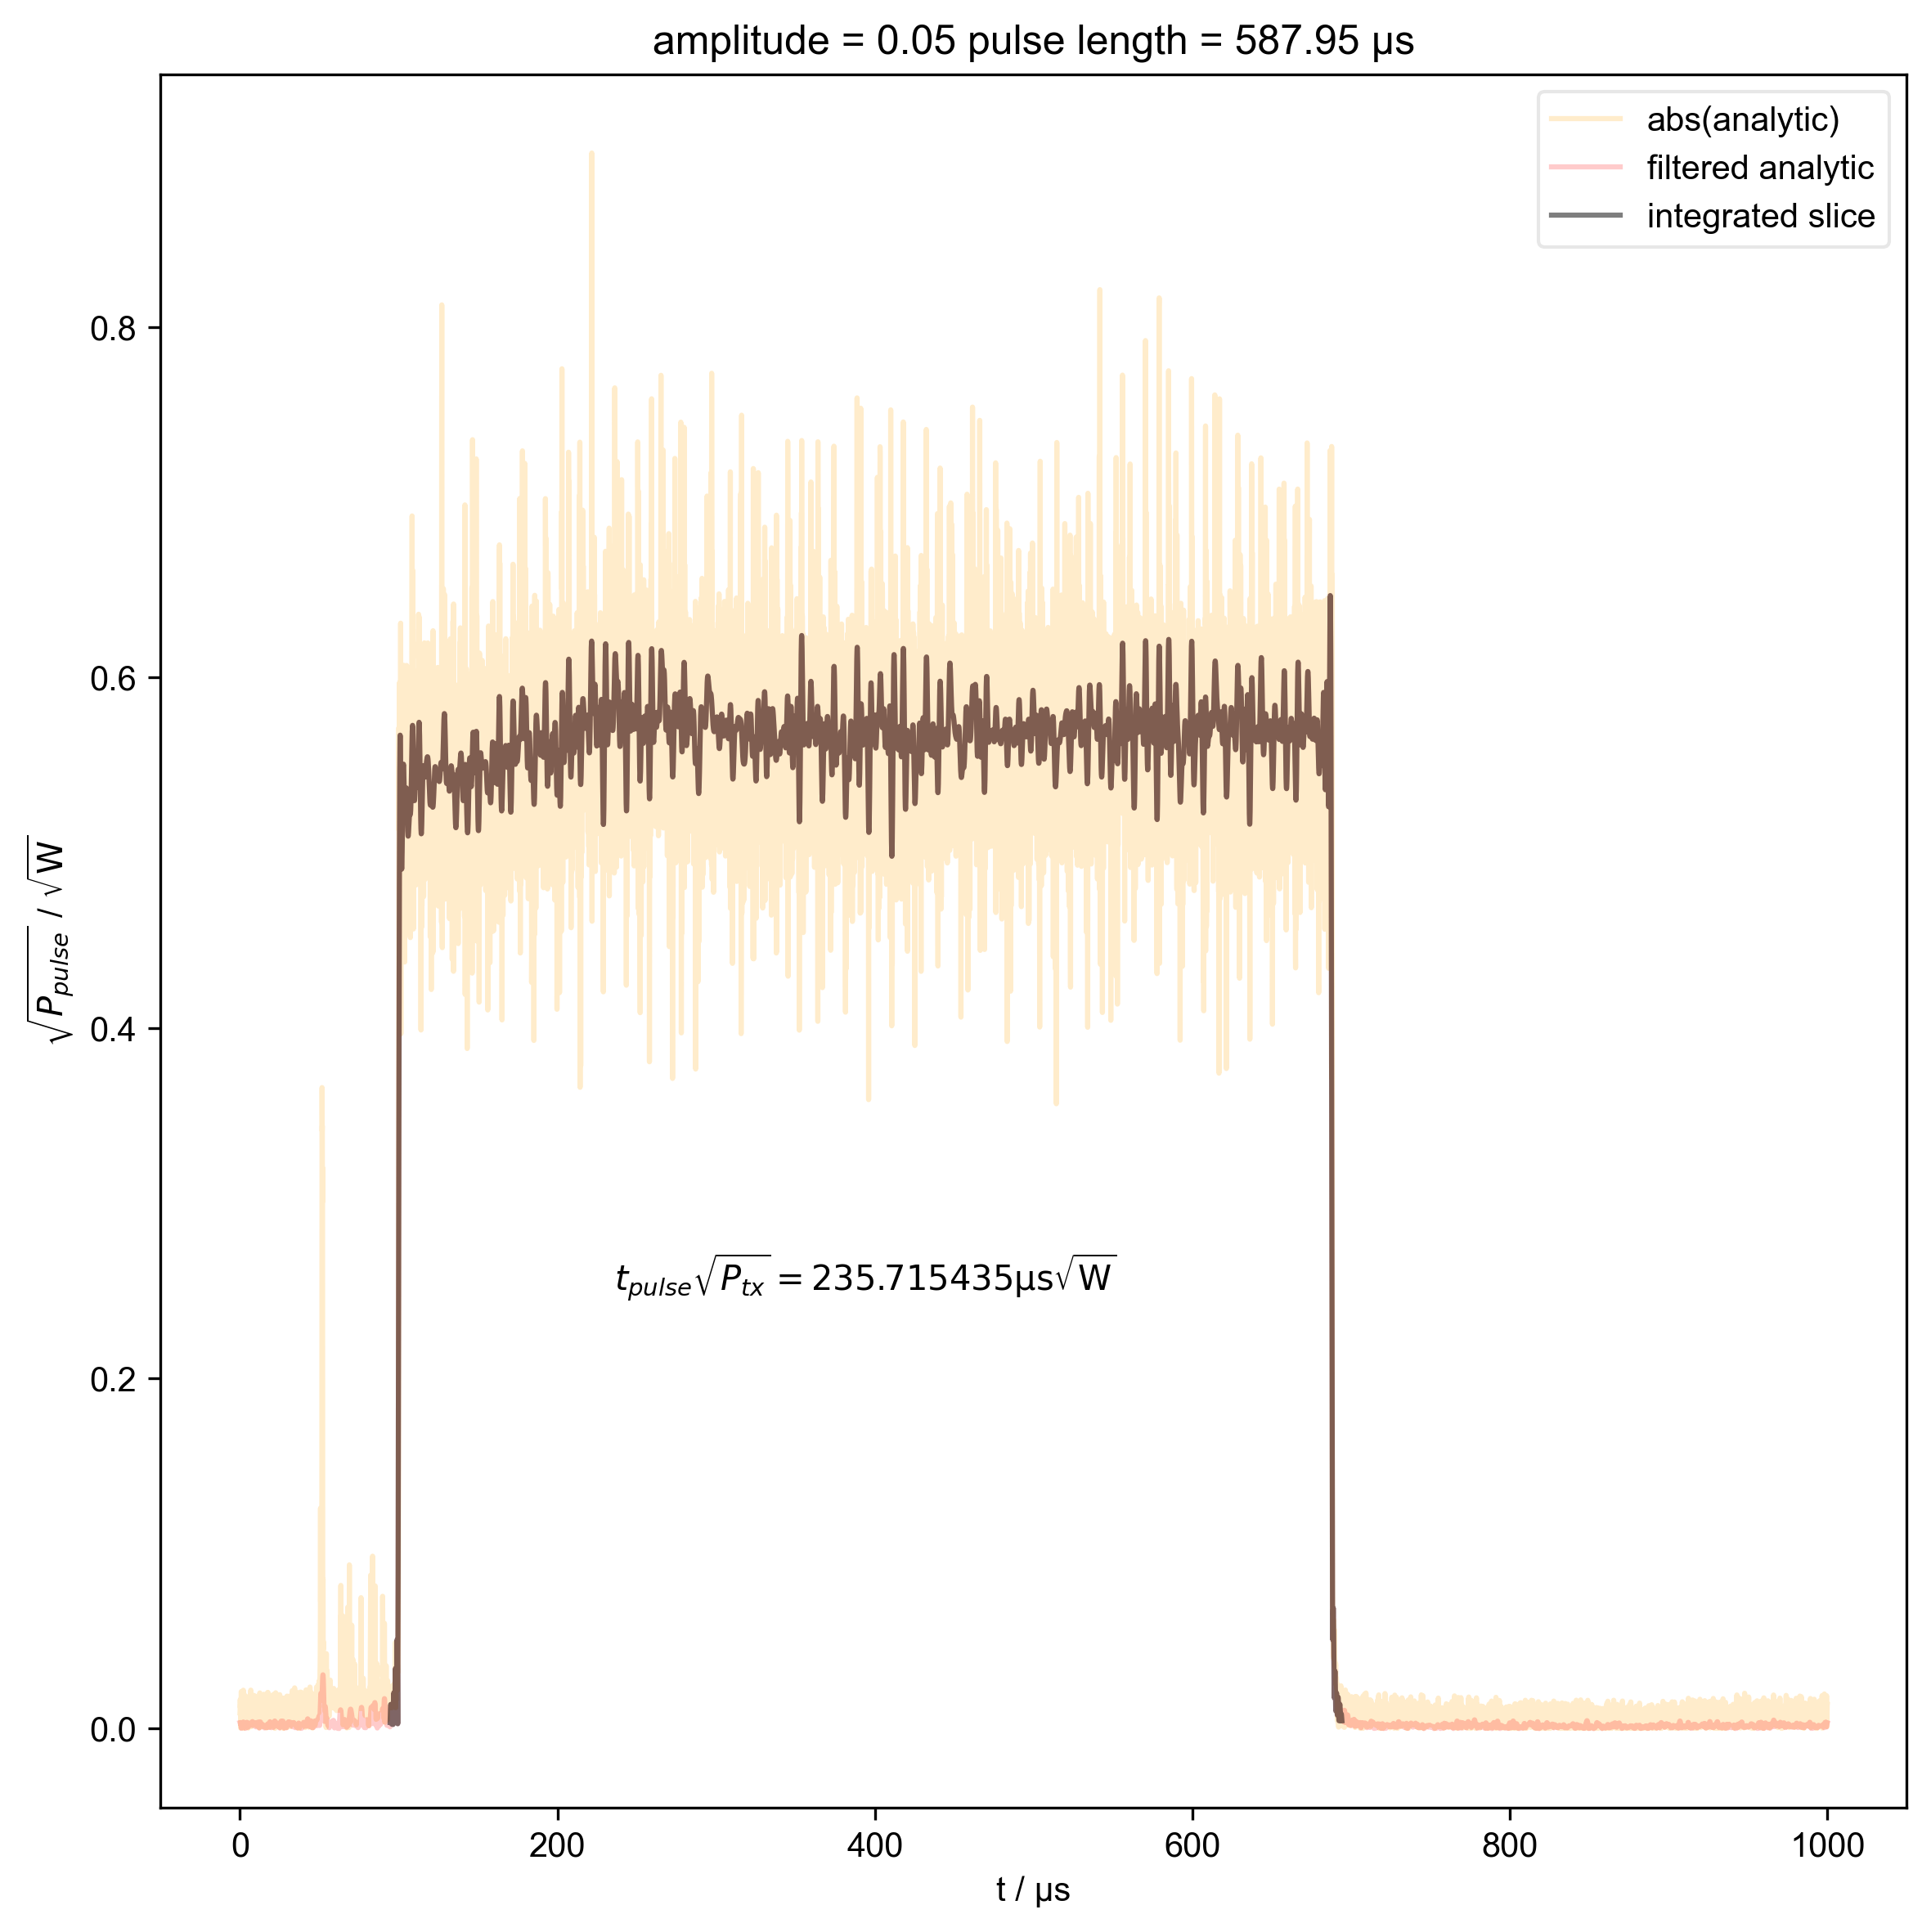 amplitude = 0.05 pulse length = 587.95 µs
abs(analytic)
filtered analytic
integrated slice
0.8
0.6
0.4
0.2
0.0
√P_pulse / √W
t_pulse√P_tx = 235.715435µs√W
0 200 400 600 800 1000
t / µs